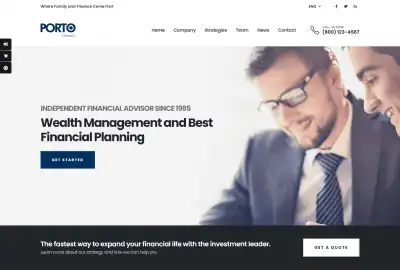 Where Family and Finance Come First
ENG
PORTO
FINANCE
Home
Company
Strategies
Team
News
Contact
CALL US NOW
(800) 123-4567
INDEPENDENT FINANCIAL ADVISOR SINCE 1985
Wealth Management and Best
Financial Planning
GET STARTED
The fastest way to expand your financial life with the investment leader.
Learn more about our strategy, and how we can help you.
GET A QUOTE